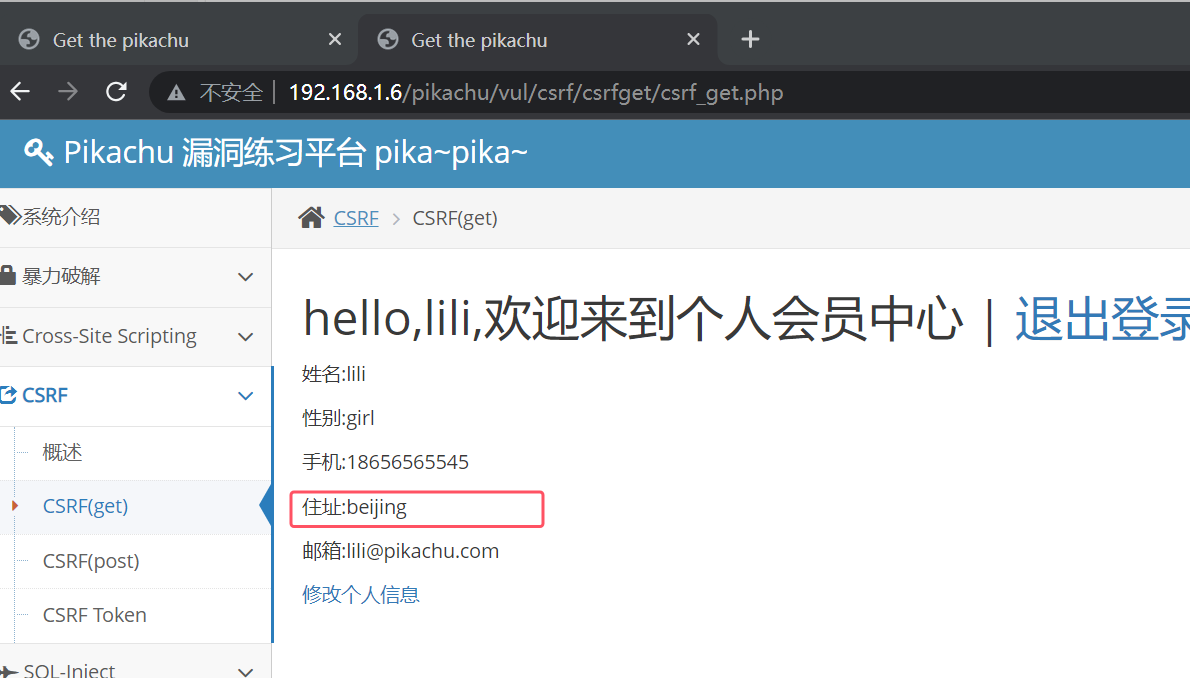 Get the pikachu
Get the pikachu
不安全 192.168.1.6/pikachu/vul/csrf/csrfget/csrf_get.php
Pikachu 漏洞练习平台 pika~pika~
系统介绍
暴力破解
Cross-Site Scripting
CSRF
概述
CSRF(get)
CSRF(post)
CSRF Token
SQL-Inject
CSRF > CSRF(get)
hello,lili,欢迎来到个人会员中心 | 退出登录
姓名:lili
性别:girl
手机:18656565545
住址:beijing
邮箱:lili@pikachu.com
修改个人信息